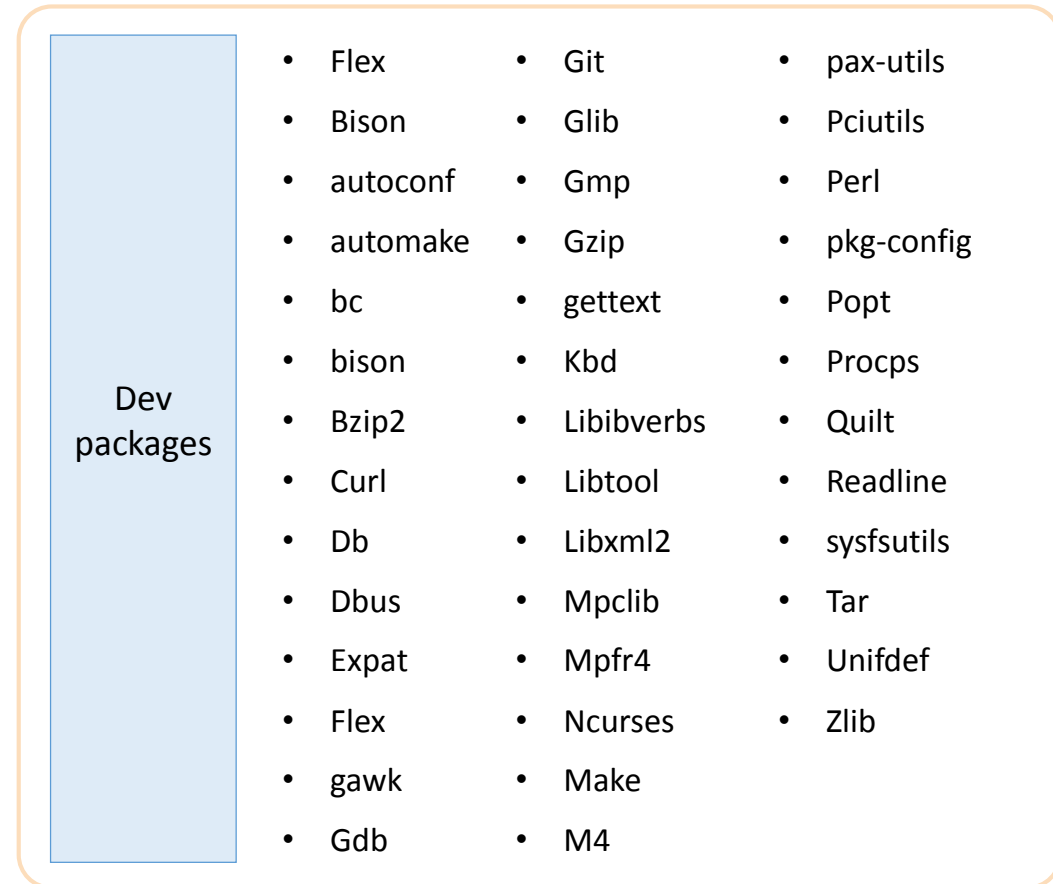 Dev
packages
• Flex
• Bison
• autoconf
• automake
• bc
• bison
• Bzip2
• Curl
• Db
• Dbus
• Expat
• Flex
• gawk
• Gdb
• Git
• Glib
• Gmp
• Gzip
• gettext
• Kbd
• Libibverbs
• Libtool
• Libxml2
• Mpclib
• Mpfr4
• Ncurses
• Make
• M4
• pax-utils
• Pciutils
• Perl
• pkg-config
• Popt
• Procps
• Quilt
• Readline
• sysfsutils
• Tar
• Unifdef
• Zlib